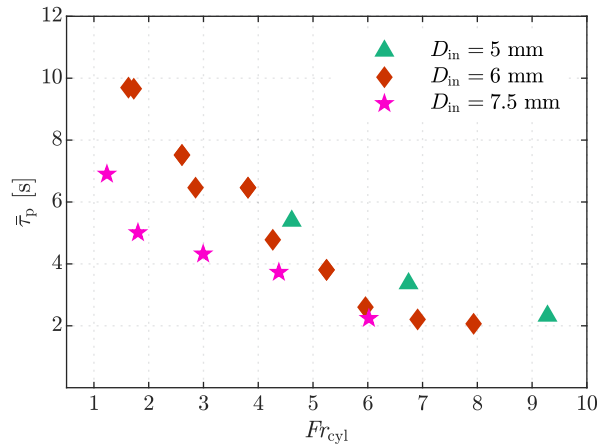 12
10
8
6
4
2
τ̄̄ₚ [s]
D_in = 5 mm
D_in = 6 mm
D_in = 7.5 mm
1 2 3 4 5 6 7 8 9 10
Fr_cyl